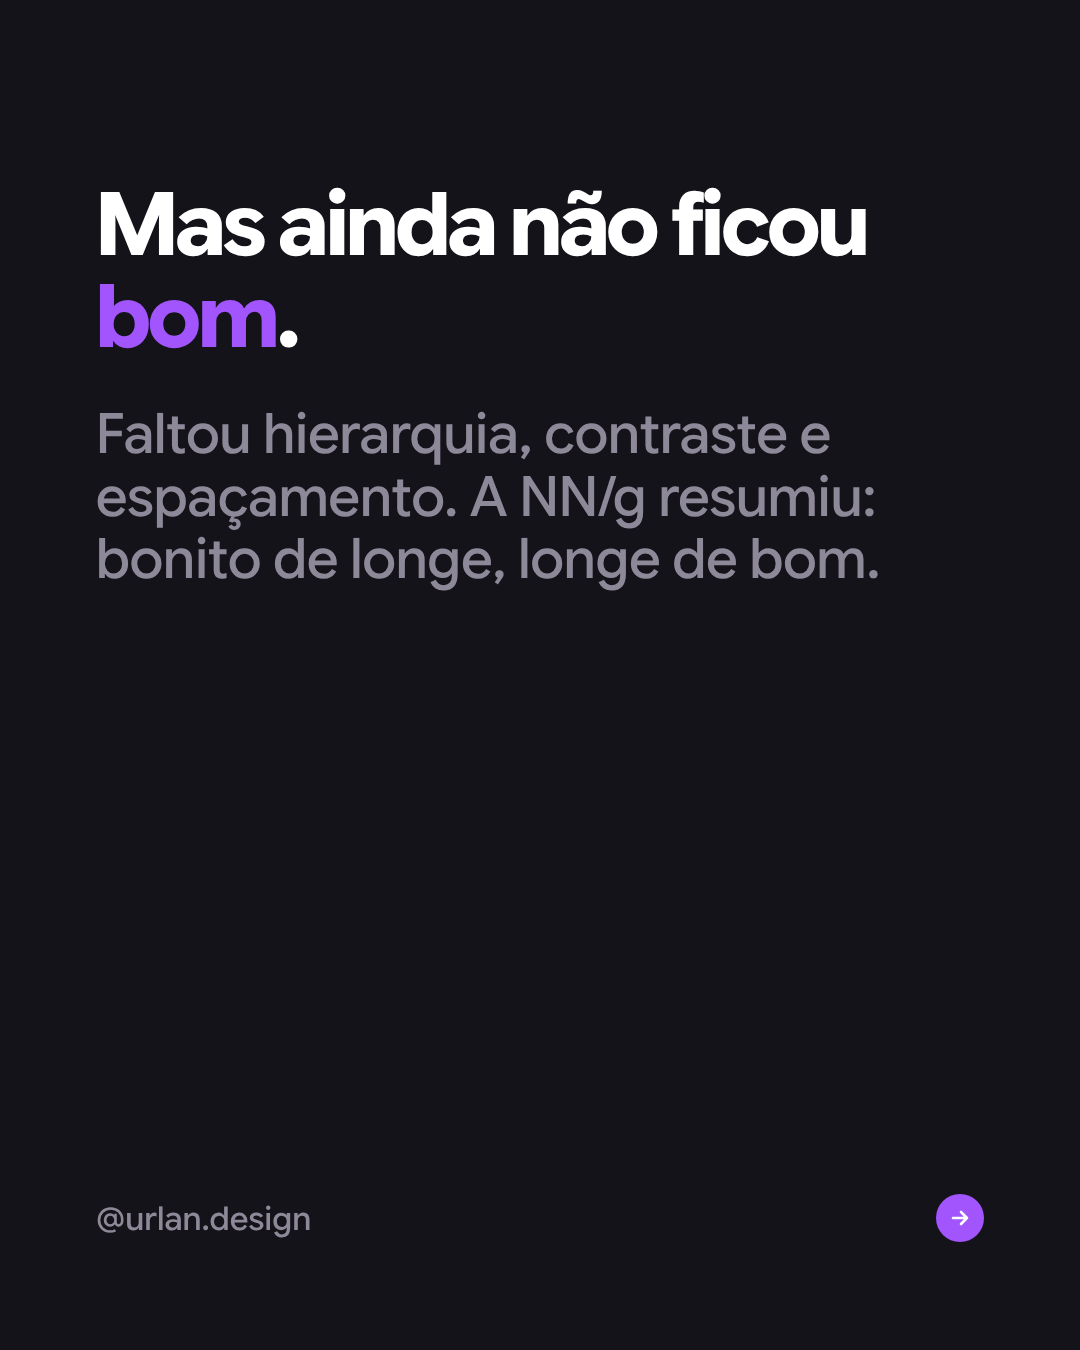 Mas ainda não ficou
bom.
Faltou hierarquia, contraste e
espaçamento. A NN/g resumiu:
bonito de longe, longe de bom.
@urlan.design